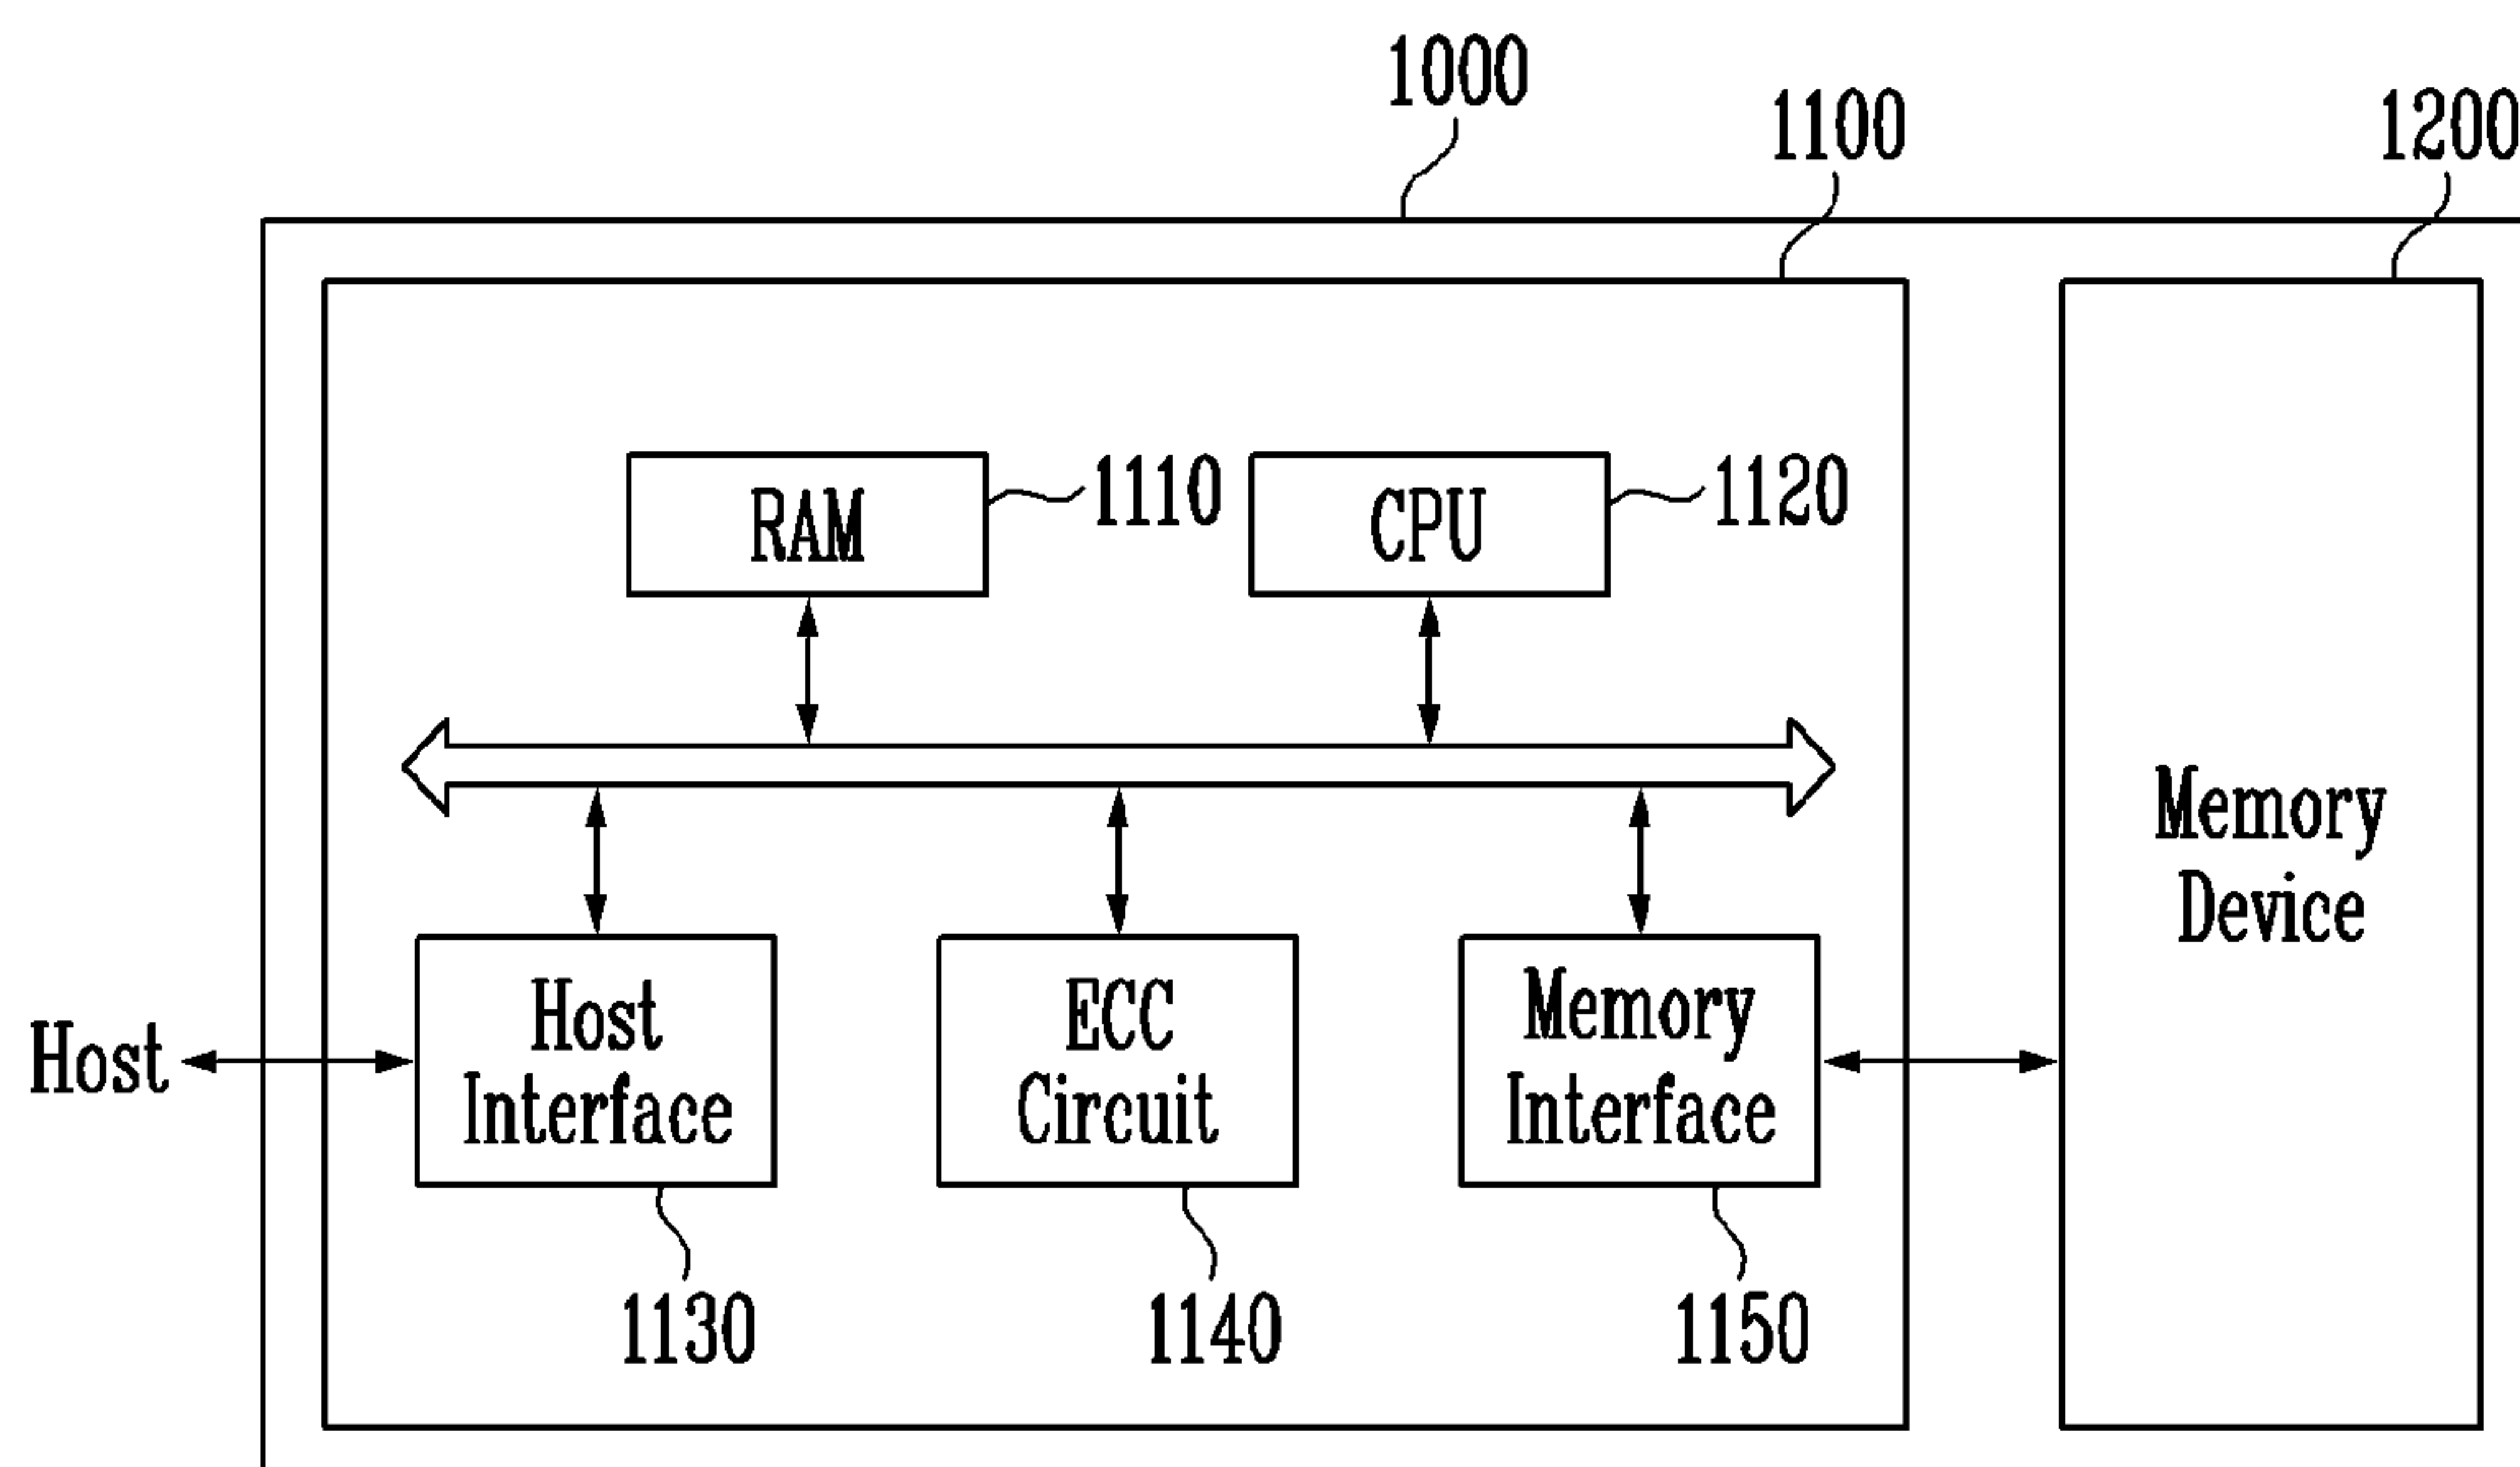 1000
1100
1200
RAM
1110
CPU
1120
Memory
Device
Host
Host
Interface
ECC
Circuit
Memory
Interface
1130
1140
1150